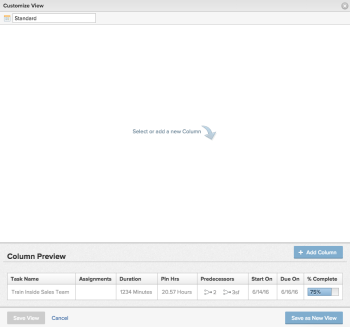 Customize View
Standard
Select or add a new Column
+ Add Column
Column Preview
Task Name Assignments Duration Pln Hrs Predecessors Start On Due On % Complete
Train Inside Sales Team 1234 Minutes 20.57 Hours 6/14/16 6/16/16 75%
Save View Cancel Save as New View